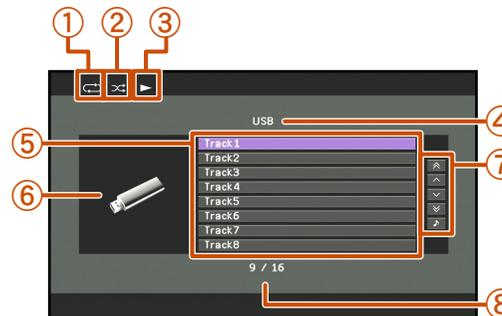 ① ② ③
USB ④
⑤ Track1
Track2
⑦
Track3
⑥ Track4
Track5
Track6
Track7
Track8
9 / 16
⑧